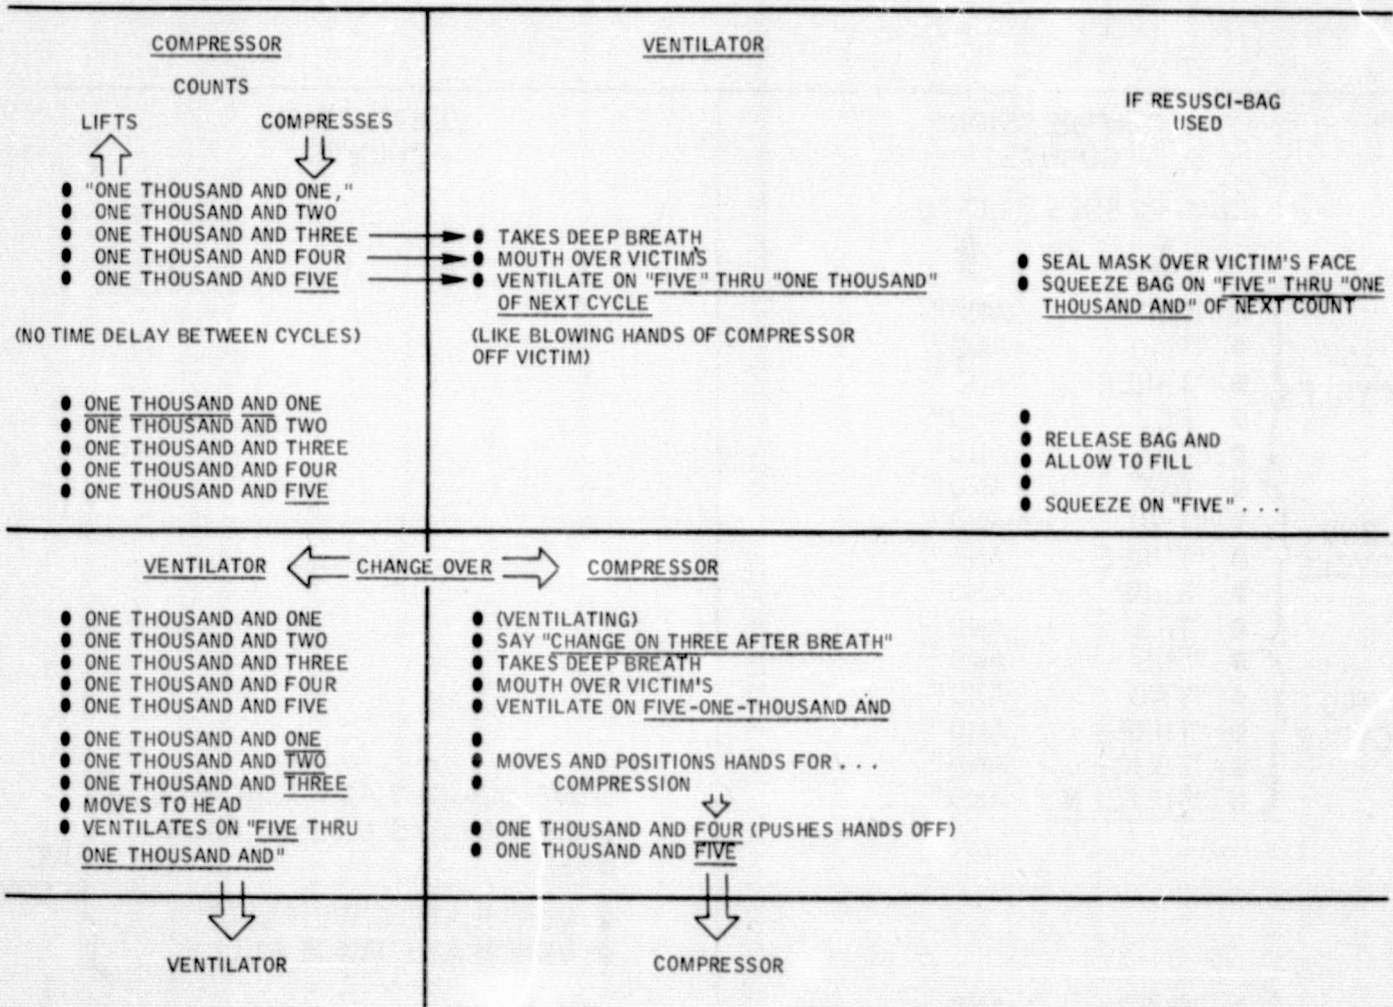 COMPRESSOR
COUNTS
LIFTS COMPRESSES
● "ONE THOUSAND AND ONE,"
● ONE THOUSAND AND TWO
● ONE THOUSAND AND THREE
● ONE THOUSAND AND FOUR
● ONE THOUSAND AND FIVE
(NO TIME DELAY BETWEEN CYCLES)
● ONE THOUSAND AND ONE
● ONE THOUSAND AND TWO
● ONE THOUSAND AND THREE
● ONE THOUSAND AND FOUR
● ONE THOUSAND AND FIVE
VENTILATOR
● TAKES DEEP BREATH
● MOUTH OVER VICTIM'S
● VENTILATE ON "FIVE" THRU "ONE THOUSAND"
OF NEXT CYCLE
(LIKE BLOWING HANDS OF COMPRESSOR
OFF VICTIM)
IF RESUSCI-BAG
USED
● SEAL MASK OVER VICTIM'S FACE
● SQUEEZE BAG ON "FIVE" THRU "ONE
THOUSAND AND" OF NEXT COUNT
●
● RELEASE BAG AND
● ALLOW TO FILL
●
● SQUEEZE ON "FIVE" . . .
VENTILATOR CHANGE OVER COMPRESSOR
● ONE THOUSAND AND ONE
● ONE THOUSAND AND TWO
● ONE THOUSAND AND THREE
● ONE THOUSAND AND FOUR
● ONE THOUSAND AND FIVE
● ONE THOUSAND AND ONE
● ONE THOUSAND AND TWO
● ONE THOUSAND AND THREE
● MOVES TO HEAD
● VENTILATES ON "FIVE THRU
ONE THOUSAND AND"
● (VENTILATING)
● SAY "CHANGE ON THREE AFTER BREATH"
● TAKES DEEP BREATH
● MOUTH OVER VICTIM'S
● VENTILATE ON FIVE-ONE-THOUSAND AND
●
● MOVES AND POSITIONS HANDS FOR . . .
● COMPRESSION
● ONE THOUSAND AND FOUR (PUSHES HANDS OFF)
● ONE THOUSAND AND FIVE
VENTILATOR
COMPRESSOR